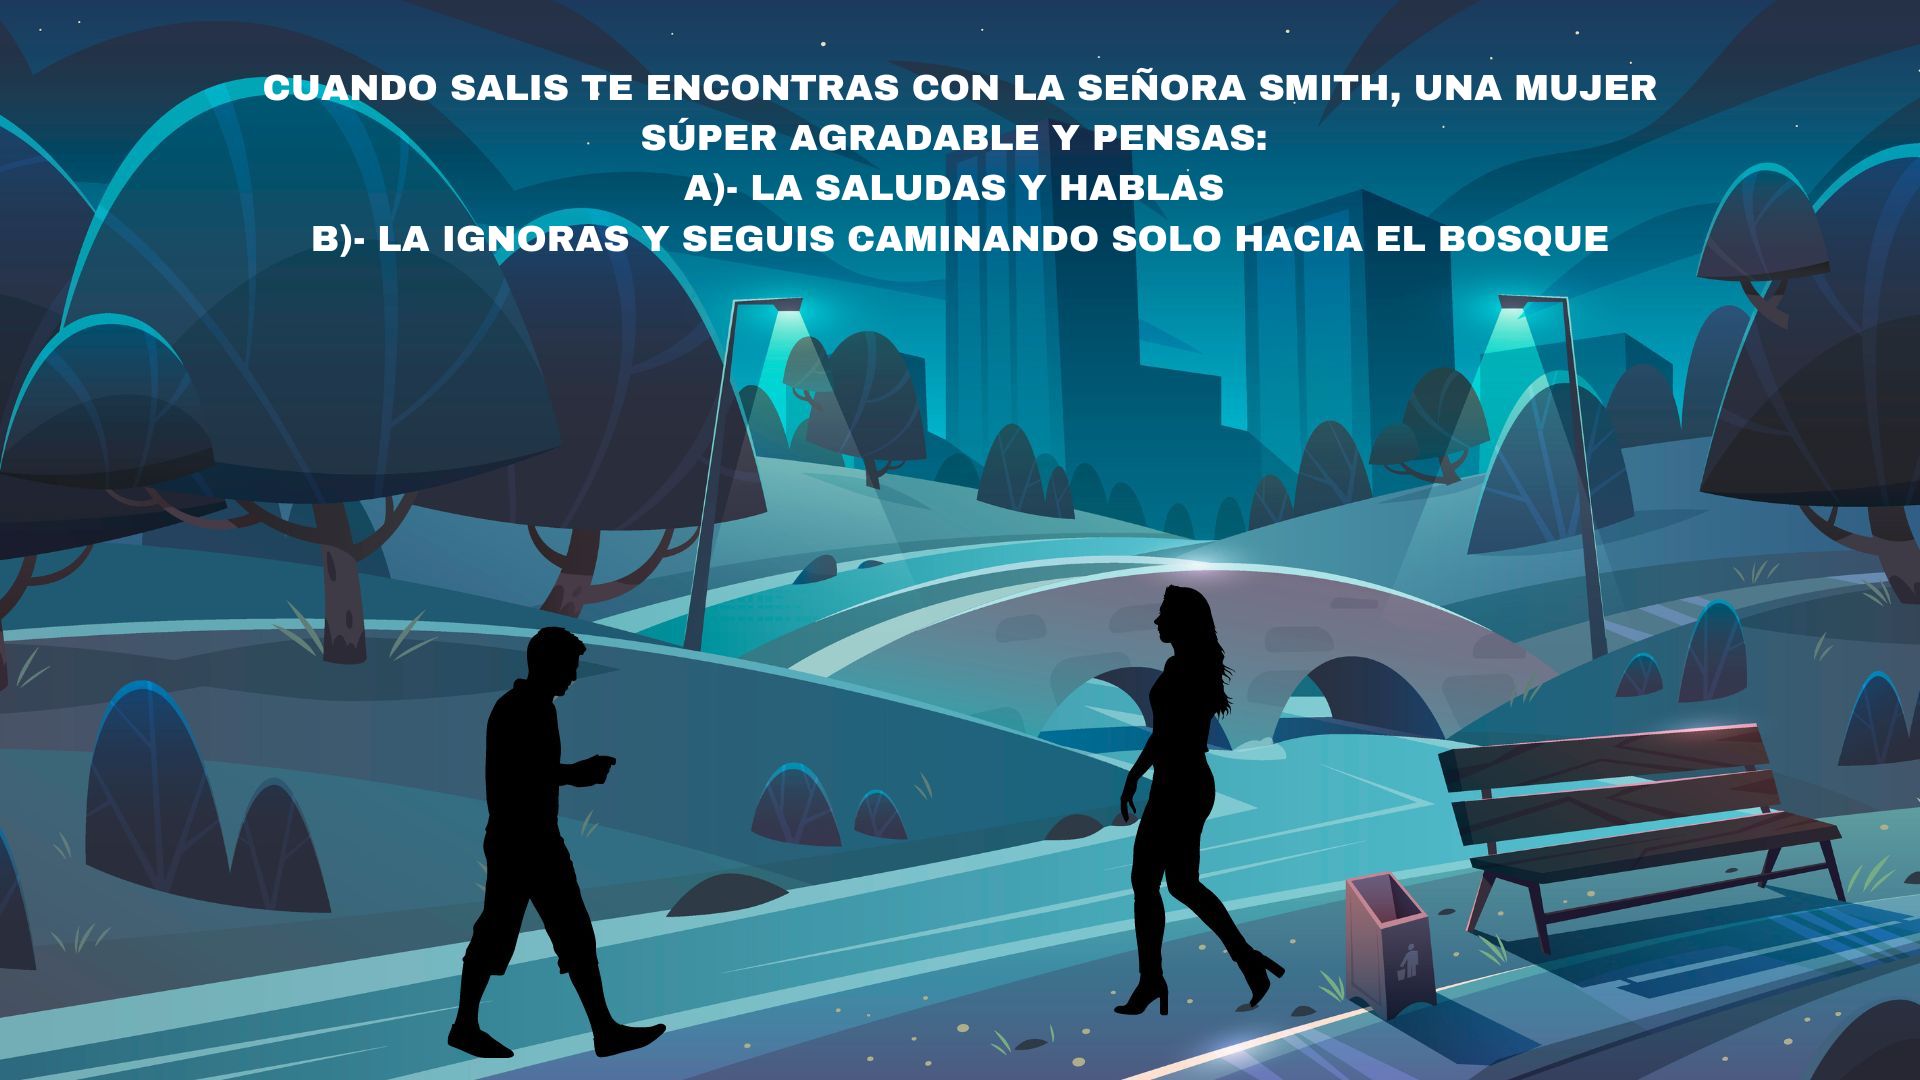 CUANDO SALIS TE ENCONTRAS CON LA SEÑORA SMITH, UNA MUJER
SÚPER AGRADABLE Y PENSAS:
A)- LA SALUDAS Y HABLAS
B)- LA IGNORAS Y SEGUIS CAMINANDO SOLO HACIA EL BOSQUE